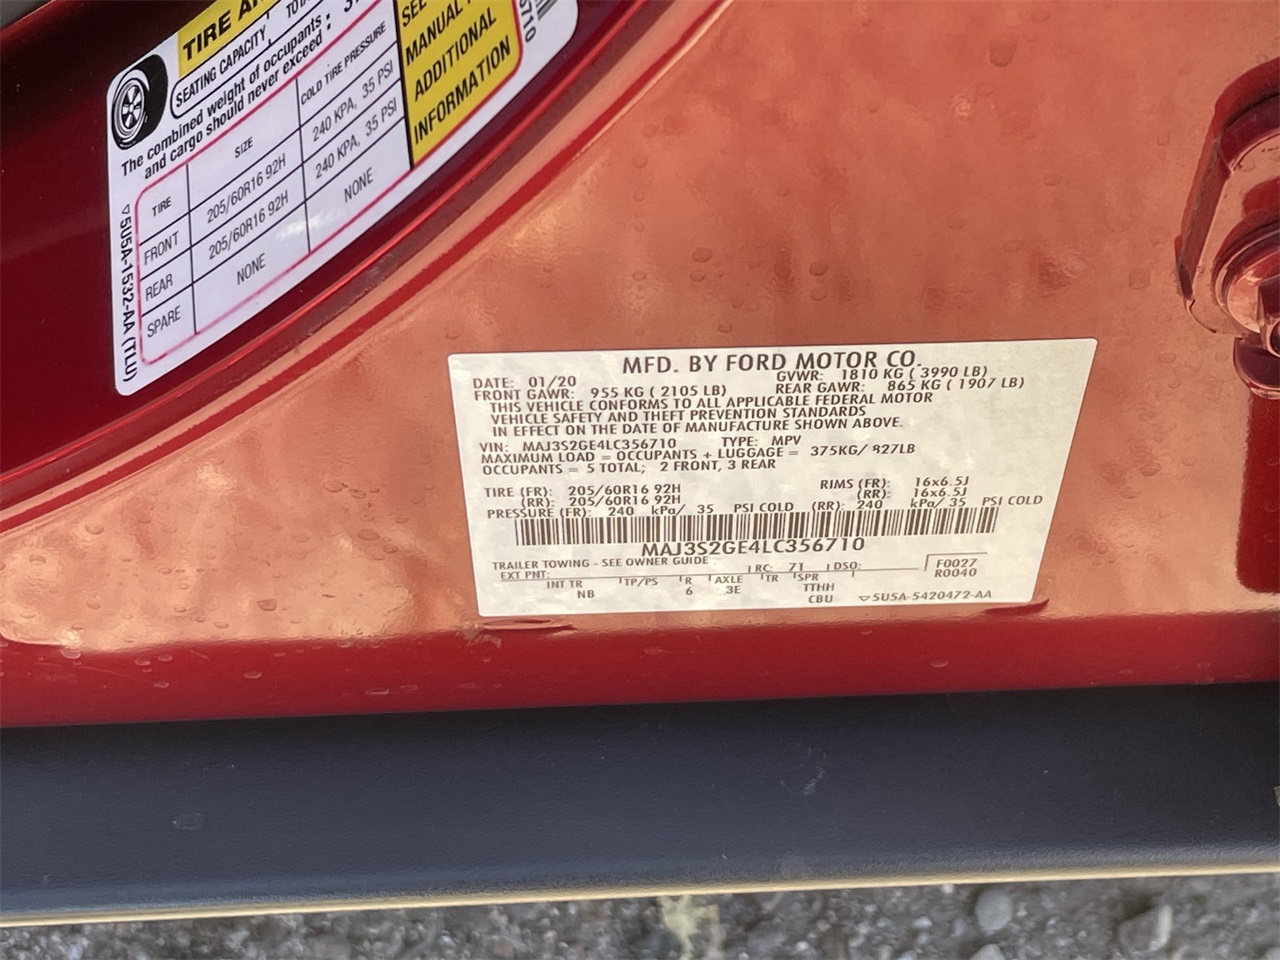 TIRE
SEATING CAPACITY
The combined weight of occupants :
and cargo should never exceed
TIRE SIZE COLD TIRE PRESSURE
FRONT 205/60R16 92H 240 KPA, 35 PSI
REAR 205/60R16 92H 240 KPA, 35 PSI
SPARE NONE NONE
SEE
MANUAL
ADDITIONAL
INFORMATION
▽5U5A-1532-AA (TLU)
6710
MFD. BY FORD MOTOR CO.
DATE: 01/20 GVWR: 1810 KG ( 3990 LB)
FRONT GAWR: 955 KG ( 2105 LB) REAR GAWR: 865 KG ( 1907 LB)
THIS VEHICLE CONFORMS TO ALL APPLICABLE FEDERAL MOTOR
VEHICLE SAFETY AND THEFT PREVENTION STANDARDS
IN EFFECT ON THE DATE OF MANUFACTURE SHOWN ABOVE.
VIN: MAJ3S2GE4LC356710 TYPE: MPV
MAXIMUM LOAD = OCCUPANTS + LUGGAGE = 375KG/ 827LB
OCCUPANTS = 5 TOTAL; 2 FRONT, 3 REAR
TIRE (FR): 205/60R16 92H RIMS (FR): 16x6.5J
(RR): 205/60R16 92H (RR): 16x6.5J
PRESSURE (FR): 240 kPa/ 35 PSI COLD (RR): 240 kPa/ 35 PSI COLD
MAJ3S2GE4LC356710
TRAILER TOWING - SEE OWNER GUIDE
EXT PNT: RC: 71 DSO: F0027
R0040
INT TR TP/PS R AXLE TR SPR
NB 6 3E TTHH
CBU ▽5U5A-5420472-AA